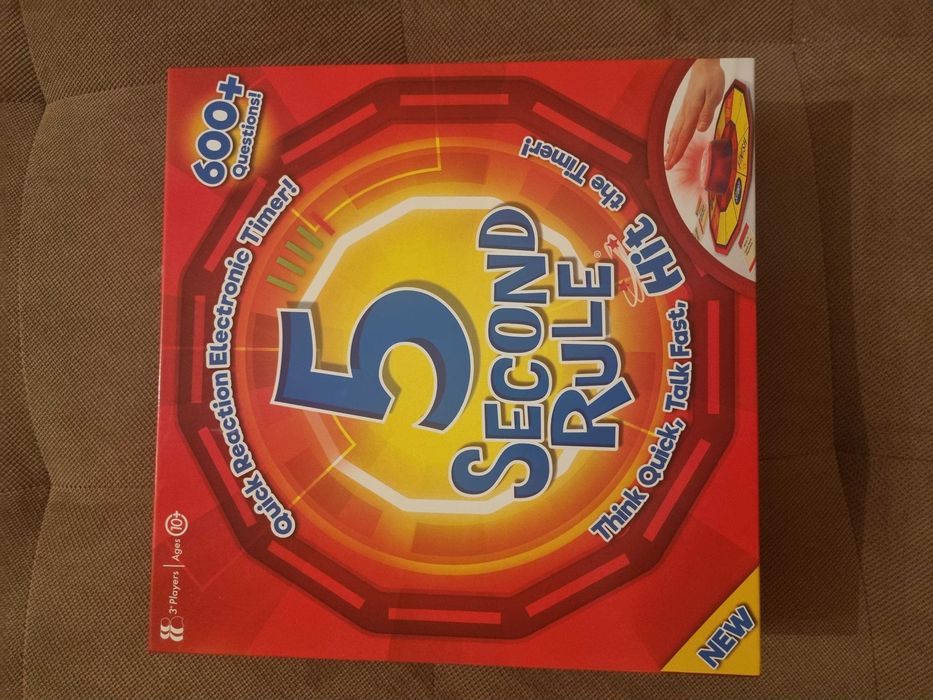 3+ Players | Ages 10+
600+
Questions!
Quick Reaction Electronic Timer!
5
SECOND
RULE®
Think Quick, Talk Fast, Hit the Timer!
NEW